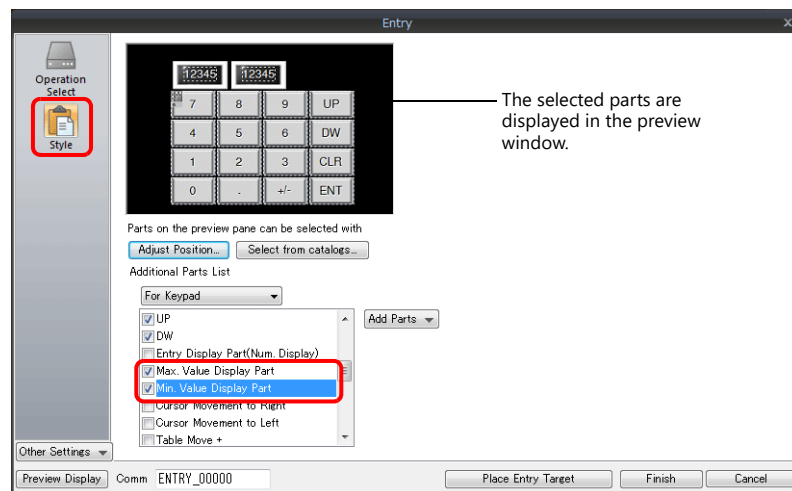 Entry
Operation
Select
Style
12345 12345
7 8 9 UP
4 5 6 DW
1 2 3 CLR
0 . +/- ENT
The selected parts are
displayed in the preview
window.
Parts on the preview pane can be selected with
Adjust Position... Select from catalogs...
Additional Parts List
For Keypad
UP
Add Parts
DW
Entry Display Part(Num. Display)
Max. Value Display Part
Min. Value Display Part
Cursor Movement to Right
Cursor Movement to Left
Table Move +
Other Settings
Preview Display Comm ENTRY_00000 Place Entry Target Finish Cancel